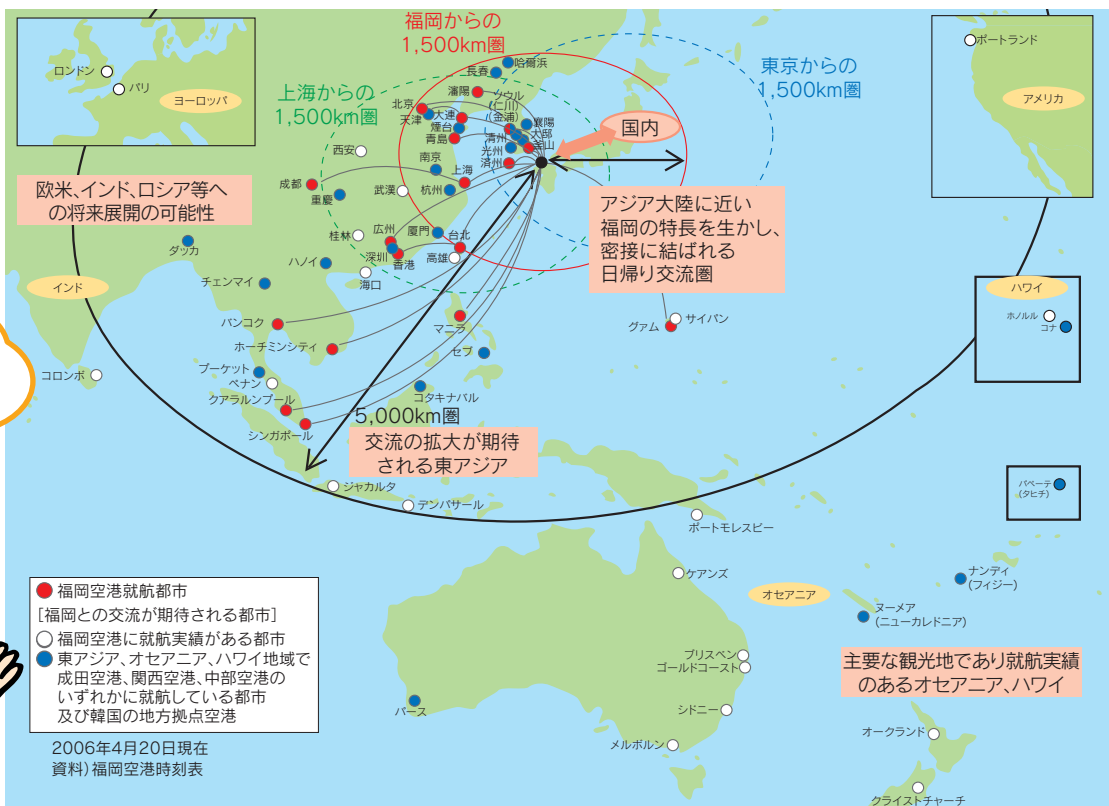 福岡からの
1,500km圏
東京からの
1,500km圏
上海からの
1,500km圏
ロンドン
パリ
ヨーロッパ
ポートランド
アメリカ
哈爾浜
長春
瀋陽
ソウル
(仁川)
(金浦)
北京
天津
大連
煙台
青島
襄陽
大邱
清州
釜山
光州
済州
国内
西安
南京
上海
成都
重慶
武漢
杭州
桂林
広州
厦門
台北
深圳
香港
高雄
海口
欧米、インド、ロシア等へ
の将来展開の可能性
アジア大陸に近い
福岡の特長を生かし、
密接に結ばれる
日帰り交流圏
ダッカ
ハノイ
チェンマイ
インド
バンコク
ホーチミンシティ
マニラ
セブ
グァム
サイパン
ハワイ
ホノルル
コナ
コロンボ
プーケット
ペナン
クアラルンプール
シンガポール
コタキナバル
5,000km圏
交流の拡大が期待
される東アジア
ジャカルタ
デンパサール
ポートモレスビー
パペーテ
(タヒチ)
ケアンズ
オセアニア
ナンディ
(フィジー)
ヌーメア
(ニューカレドニア)
ブリスベン
ゴールドコースト
主要な観光地であり就航実績
のあるオセアニア、ハワイ
パース
シドニー
メルボルン
オークランド
クライストチャーチ
福岡空港就航都市
[福岡との交流が期待される都市]
福岡空港に就航実績がある都市
東アジア、オセアニア、ハワイ地域で
成田空港、関西空港、中部空港の
いずれかに就航している都市
及び韓国の地方拠点空港
2006年4月20日現在
資料)福岡空港時刻表